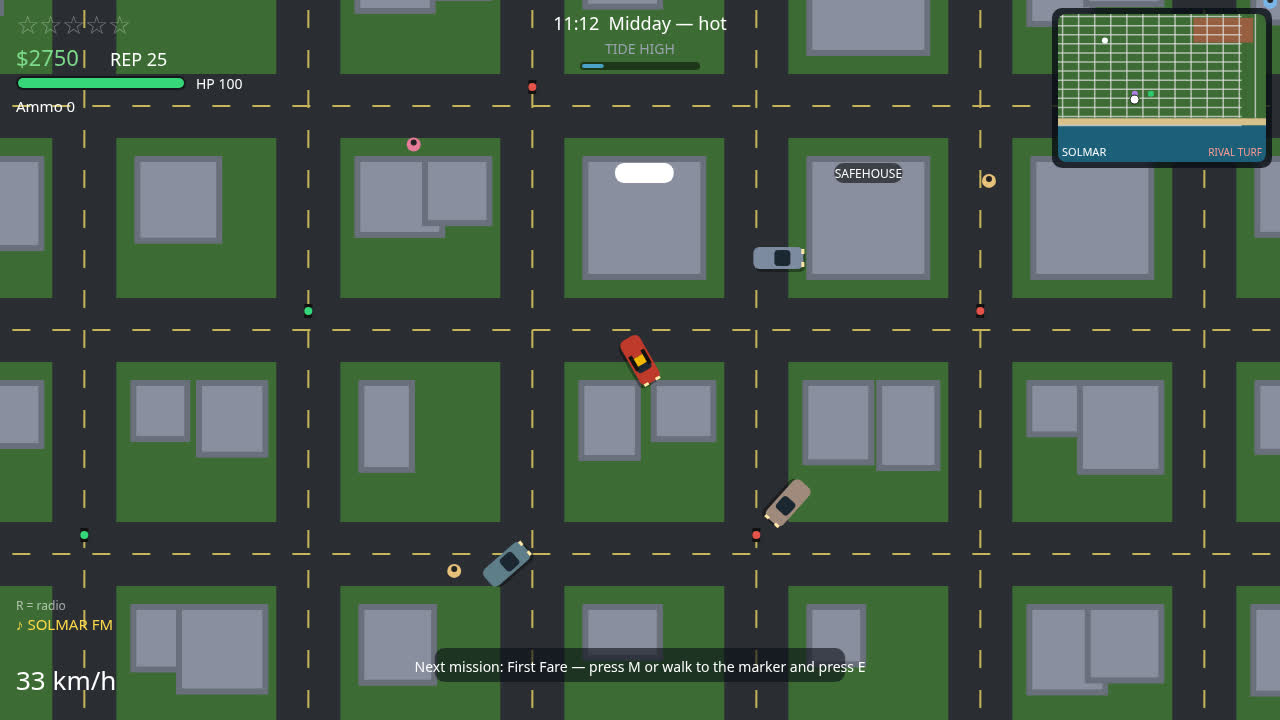 ☆☆☆☆☆
$2750 REP 25
HP 100
Ammo 0
11:12 Midday — hot
TIDE HIGH
SOLMAR
RIVAL TURF
SAFEHOUSE
R = radio
♪ SOLMAR FM
33 km/h
Next mission: First Fare — press M or walk to the marker and press E